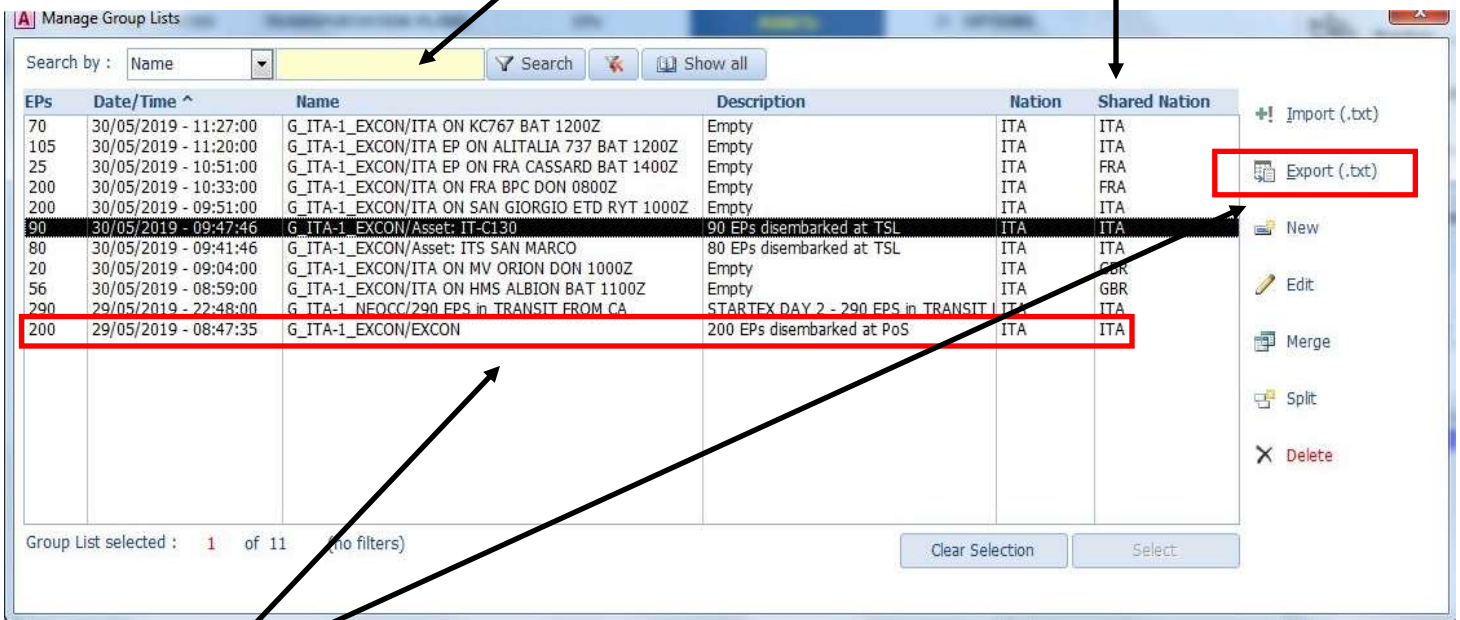 A Manage Group Lists
Search by : Name Search Show all
EPs Date/Time ^ Name Description Nation Shared Nation
70 30/05/2019 - 11:27:00 G_ITA-1_EXCON/ITA ON KC767 BAT 1200Z Empty ITA ITA
105 30/05/2019 - 11:20:00 G_ITA-1_EXCON/ITA EP ON ALITALIA 737 BAT 1200Z Empty ITA ITA
25 30/05/2019 - 10:51:00 G_ITA-1_EXCON/ITA EP ON FRA CASSARD BAT 1400Z Empty ITA FRA
200 30/05/2019 - 10:33:00 G_ITA-1_EXCON/ITA ON FRA BPC DON 0800Z Empty ITA FRA
200 30/05/2019 - 09:51:00 G_ITA-1_EXCON/ITA ON SAN GIORGIO ETD RYT 1000Z Empty ITA ITA
90 30/05/2019 - 09:47:46 G_ITA-1_EXCON/Asset: IT-C130 90 EPs disembarked at TSL ITA ITA
80 30/05/2019 - 09:41:46 G_ITA-1_EXCON/Asset: ITS SAN MARCO 80 EPs disembarked at TSL ITA ITA
20 30/05/2019 - 09:04:00 G_ITA-1_EXCON/ITA ON MV ORION DON 1000Z Empty ITA GBR
56 30/05/2019 - 08:59:00 G_ITA-1_EXCON/ITA ON HMS ALBION BAT 1100Z Empty ITA GBR
290 29/05/2019 - 22:48:00 G_ITA-1_NEOCC/290 EPS in TRANSIT FROM CA STARTEX DAY 2 - 290 EPS in TRANSIT ITA ITA
200 29/05/2019 - 08:47:35 G_ITA-1_EXCON/EXCON 200 EPs disembarked at PoS ITA ITA
Import (.txt)
Export (.txt)
New
Edit
Merge
Split
Delete
Group List selected : 1 of 11 (no filters)
Clear Selection Select